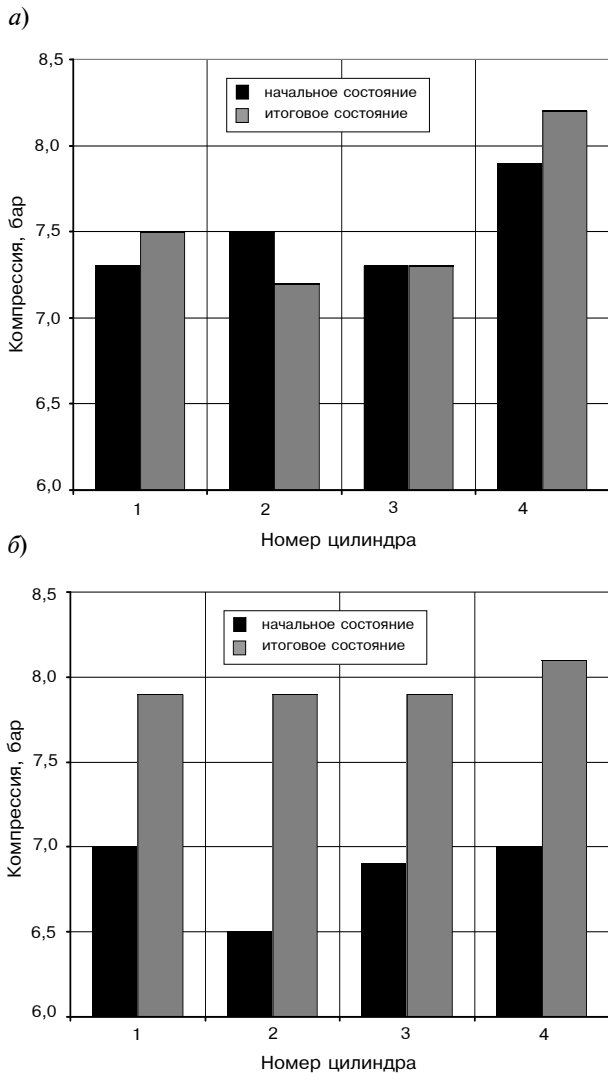 а)
8,5
начальное состояние
итоговое состояние
8,0
7,5
7,0
6,5
6,0
Компрессия, бар
1 2 3 4
Номер цилиндра
б)
8,5
начальное состояние
итоговое состояние
8,0
7,5
7,0
6,5
6,0
Компрессия, бар
1 2 3 4
Номер цилиндра